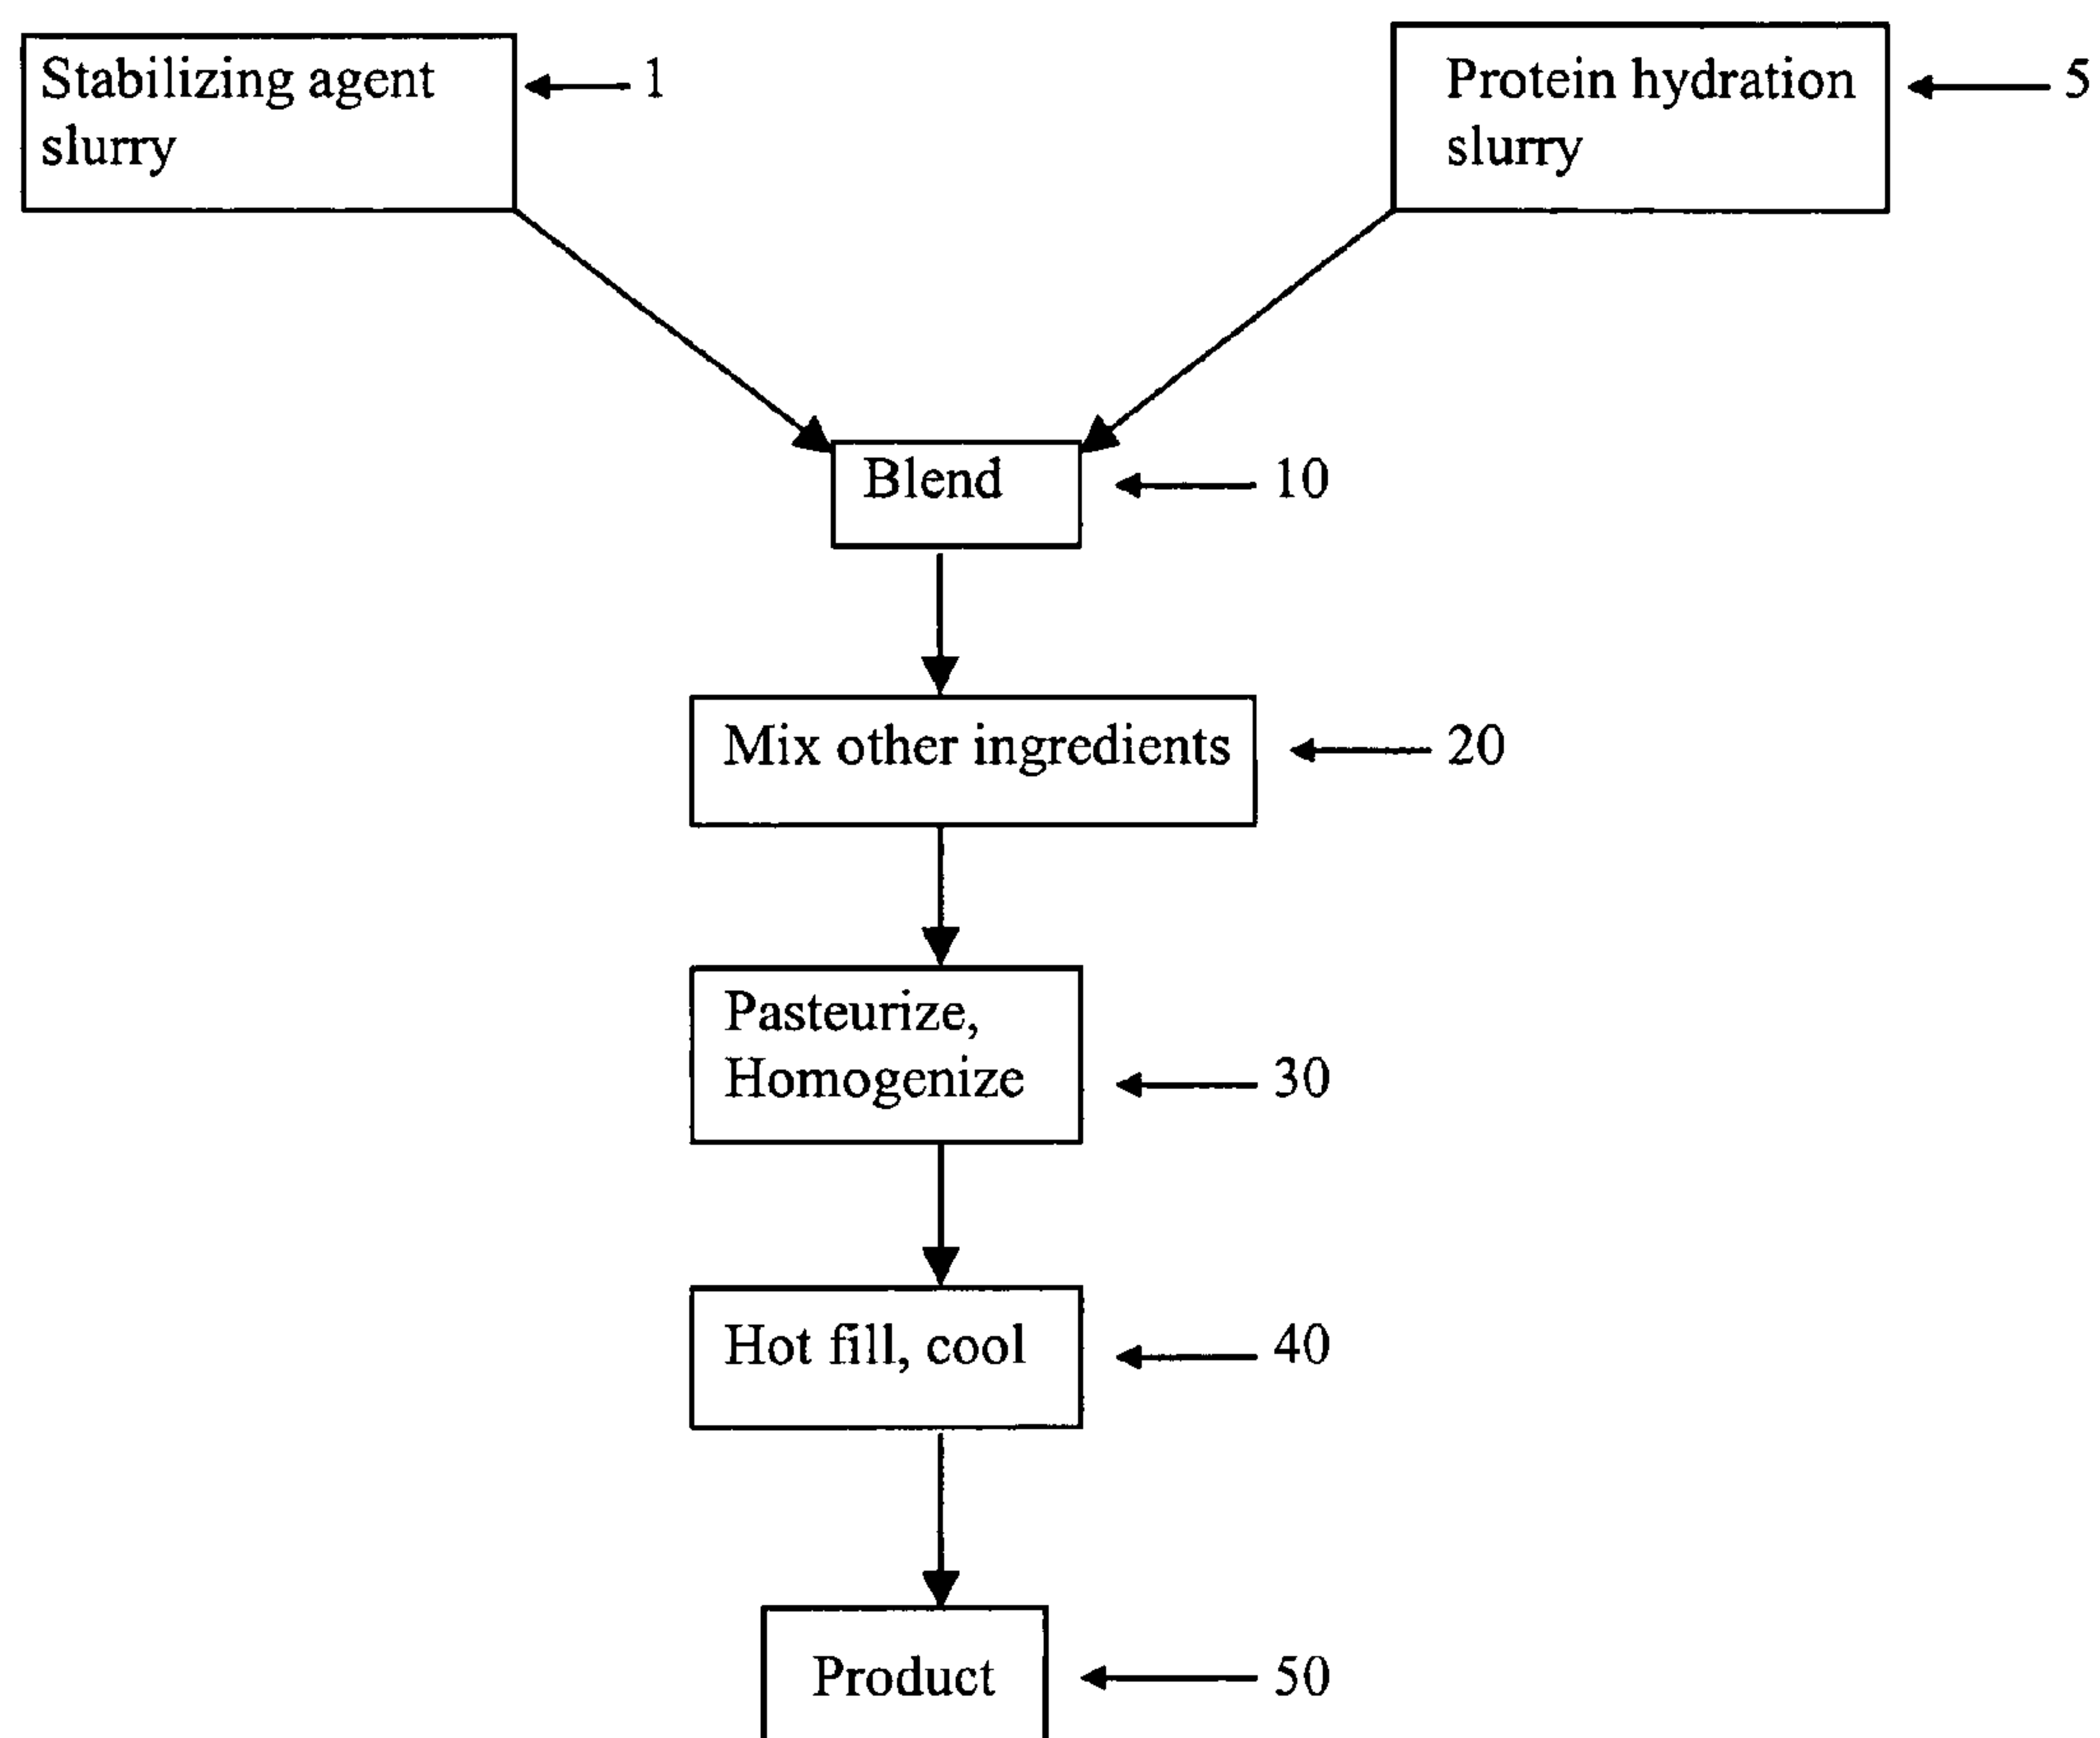 Stabilizing agent
slurry
1
Protein hydration
slurry
5
Blend
10
Mix other ingredients
20
Pasteurize,
Homogenize
30
Hot fill, cool
40
Product
50